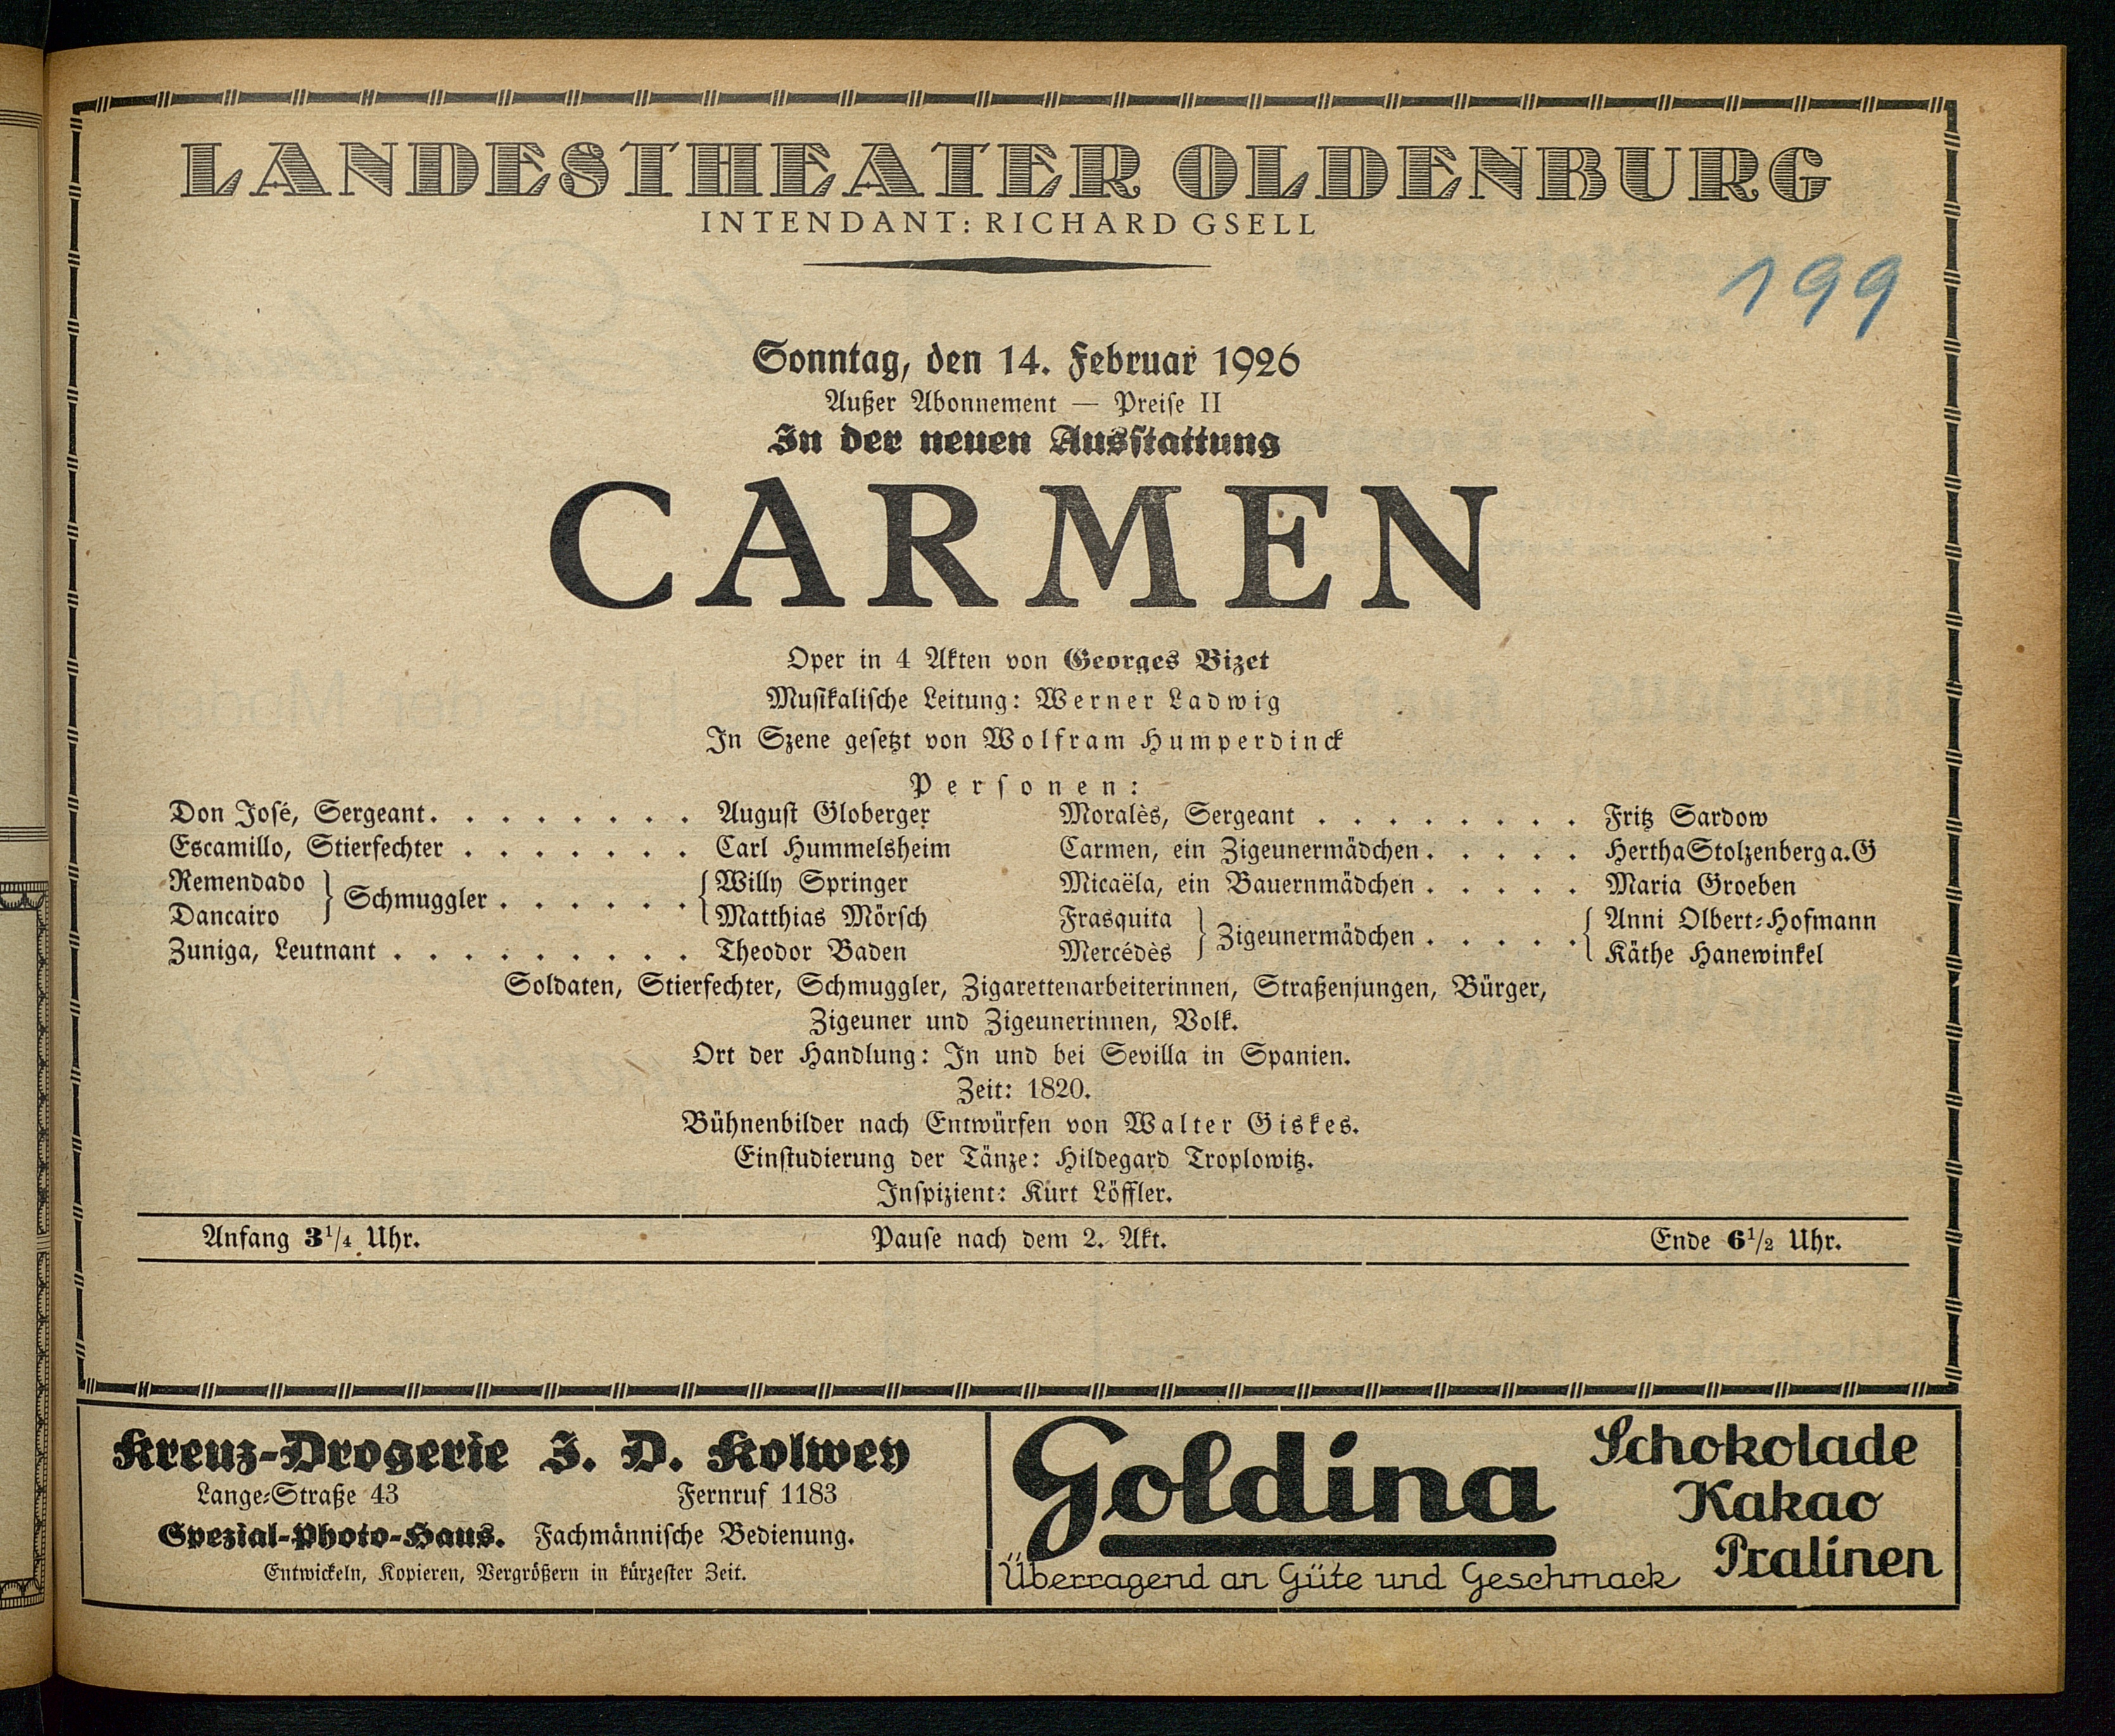 LANDESTHEATER OLDENBURG
INTENDANT: RICHARD GSELL
199
Sonntag, den 14. Februar 1926
Außer Abonnement — Preise II
In der neuen Ausstattung
CARMEN
Oper in 4 Akten von Georges Bizet
Musikalische Leitung: Werner Ladwig
In Szene gesetzt von Wolfram Humperdinck
Personen:
Don José, Sergeant . . . . . . . . August Globerger
Escamillo, Stierfechter . . . . . . . Carl Hummelsheim
Remendado } Schmuggler . . . . . . { Willy Springer
Dancairo } { Matthias Mörsch
Zuniga, Leutnant . . . . . . . . . Theodor Baden
Moralès, Sergeant . . . . . . . . Fritz Sardow
Carmen, ein Zigeunermädchen . . . . . Hertha Stolzenberg a. G
Micaëla, ein Bauernmädchen . . . . . Maria Groeben
Frasquita } Zigeunermädchen . . . . . { Anni Olbert-Hofmann
Mercédès } { Käthe Hanewinkel
Soldaten, Stierfechter, Schmuggler, Zigarettenarbeiterinnen, Straßenjungen, Bürger,
Zigeuner und Zigeunerinnen, Volk.
Ort der Handlung: In und bei Sevilla in Spanien.
Zeit: 1820.
Bühnenbilder nach Entwürfen von Walter Giskes.
Einstudierung der Tänze: Hildegard Troplowitz.
Inspizient: Kurt Löffler.
Anfang 3¹/₄ Uhr. Pause nach dem 2. Akt. Ende 6¹/₂ Uhr.
Kreuz-Drogerie J. D. Kolwey
Lange-Straße 43 Fernruf 1183
Spezial-Photo-Haus. Fachmännische Bedienung.
Entwickeln, Kopieren, Vergrößern in kürzester Zeit.
Goldina
Schokolade
Kakao
Pralinen
Überragend an Güte und Geschmack